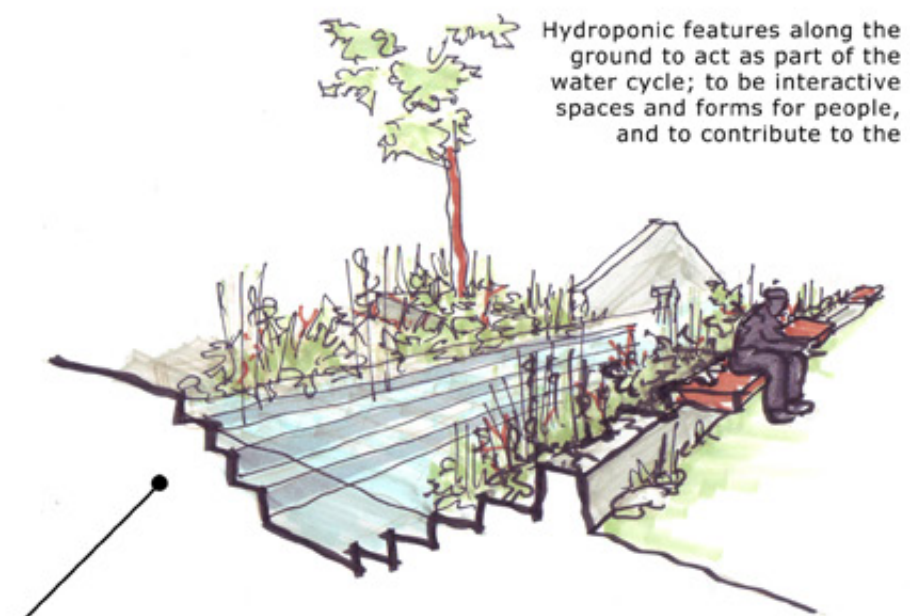 Hydroponic features along the
ground to act as part of the
water cycle; to be interactive
spaces and forms for people,
and to contribute to the